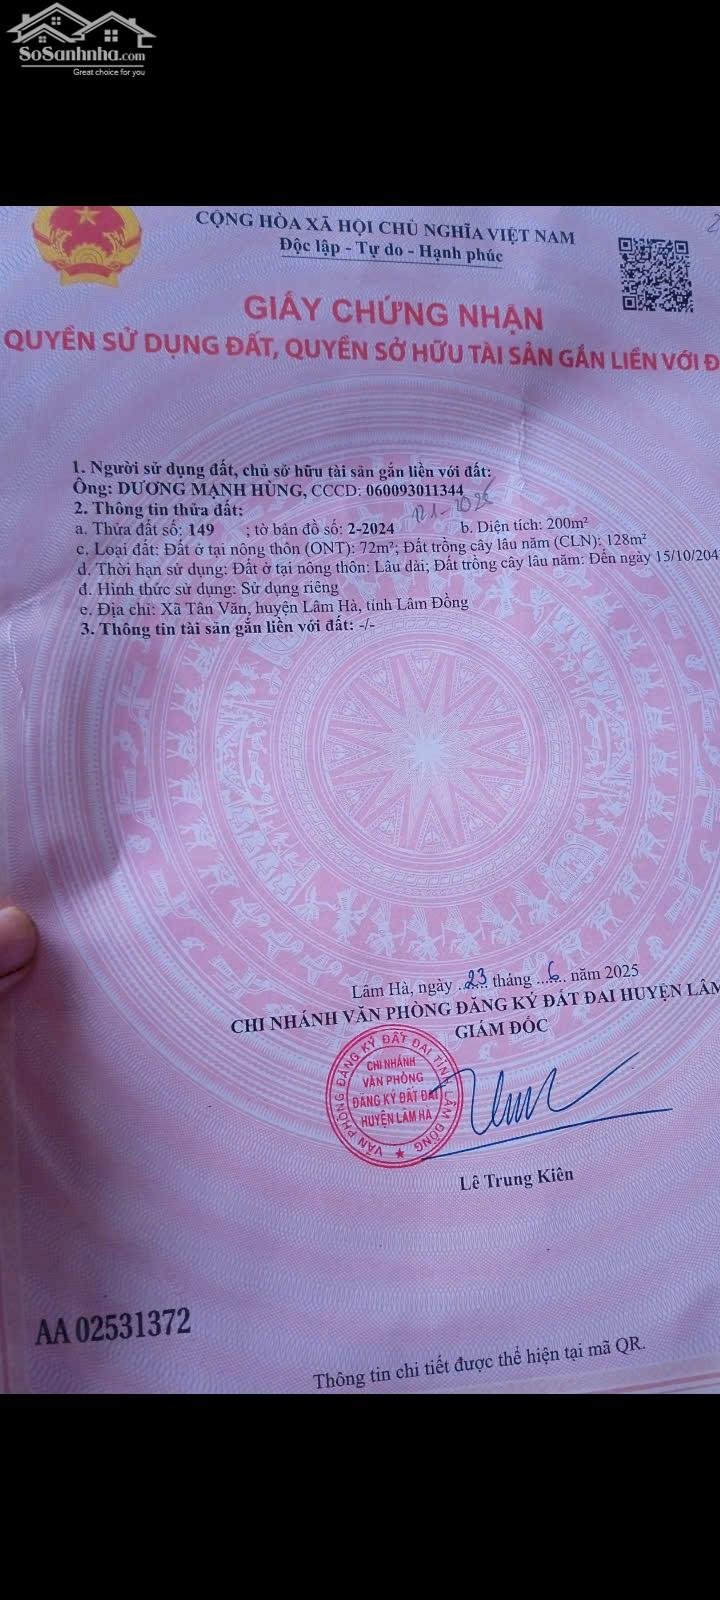 SoSanhnha.com
Great choice for you
CỘNG HÒA XÃ HỘI CHỦ NGHĨA VIỆT NAM
Độc lập - Tự do - Hạnh phúc
GIẤY CHỨNG NHẬN
QUYỀN SỬ DỤNG ĐẤT, QUYỀN SỞ HỮU TÀI SẢN GẮN LIỀN VỚI Đ
1. Người sử dụng đất, chủ sở hữu tài sản gắn liền với đất:
Ông: DƯƠNG MẠNH HÙNG, CCCD: 060093011344
2. Thông tin thửa đất:
a. Thửa đất số: 149 ; tờ bản đồ số: 2-2024 b. Diện tích: 200m²
c. Loại đất: Đất ở tại nông thôn (ONT): 72m²; Đất trồng cây lâu năm (CLN): 128m²
d. Thời hạn sử dụng: Đất ở tại nông thôn: Lâu dài; Đất trồng cây lâu năm: Đến ngày 15/10/204
đ. Hình thức sử dụng: Sử dụng riêng
e. Địa chỉ: Xã Tân Văn, huyện Lâm Hà, tỉnh Lâm Đồng
3. Thông tin tài sản gắn liền với đất: -/-
Lâm Hà, ngày 23 tháng 6 năm 2025
CHI NHÁNH VĂN PHÒNG ĐĂNG KÝ ĐẤT ĐAI HUYỆN LÂM
GIÁM ĐỐC
VĂN PHÒNG ĐĂNG KÝ ĐẤT ĐAI TỈNH LÂM ĐỒNG
CHI NHÁNH
VĂN PHÒNG
ĐĂNG KÝ ĐẤT ĐAI
HUYỆN LÂM HÀ
Lê Trung Kiên
AA 02531372
Thông tin chi tiết được thể hiện tại mã QR.